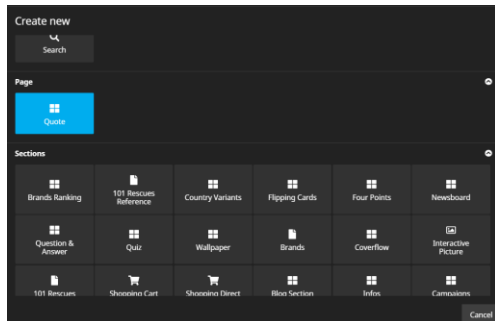 Create new
Search
Page
Quote
Sections
Brands Ranking
101 Rescues
Reference
Country Variants
Flipping Cards
Four Points
Newsboard
Question &
Answer
Quiz
Wallpaper
Brands
Coverflow
Interactive
Picture
101 Rescues
Shopping Cart
Shopping Direct
Blog Section
Infos
Campaigns
Cancel